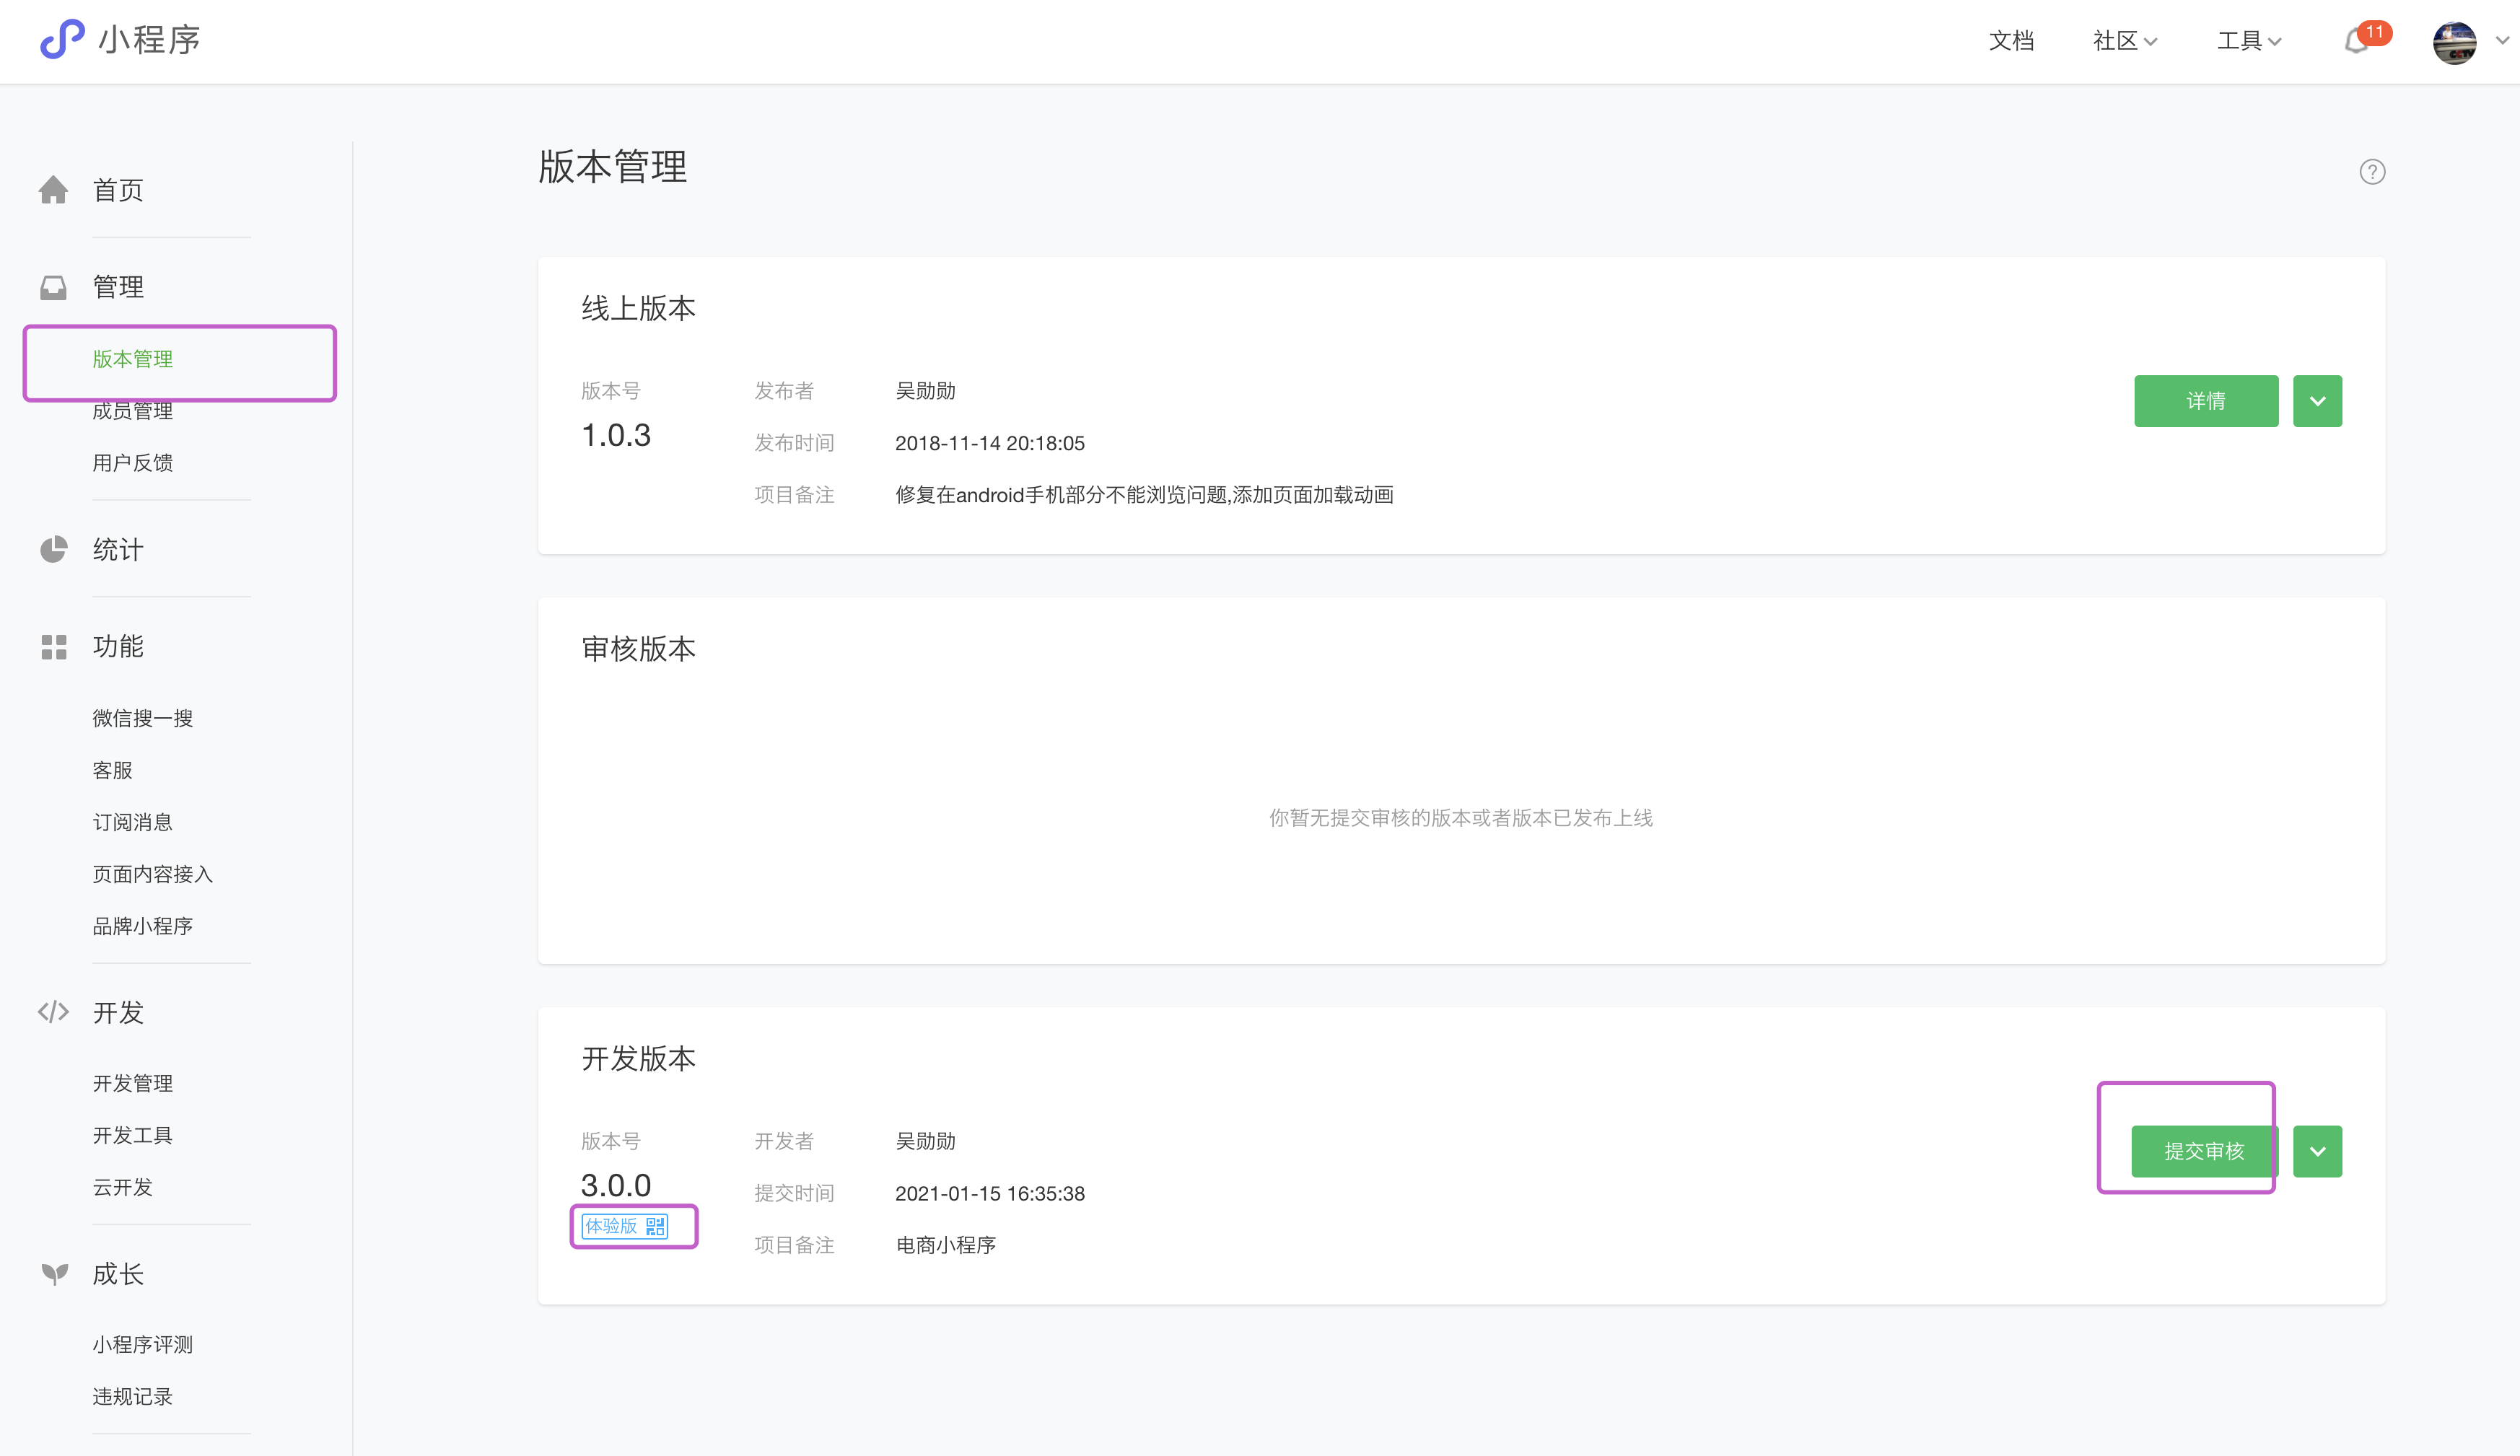 小程序
文档
社区
工具
11
首页
管理
版本管理
成员管理
用户反馈
统计
功能
微信搜一搜
客服
订阅消息
页面内容接入
品牌小程序
开发
开发管理
开发工具
云开发
成长
小程序评测
违规记录
版本管理
?
线上版本
版本号
1.0.3
发布者 吴勋勋
发布时间 2018-11-14 20:18:05
项目备注 修复在android手机部分不能浏览问题,添加页面加载动画
详情
审核版本
你暂无提交审核的版本或者版本已发布上线
开发版本
版本号
3.0.0
体验版
开发者 吴勋勋
提交时间 2021-01-15 16:35:38
项目备注 电商小程序
提交审核